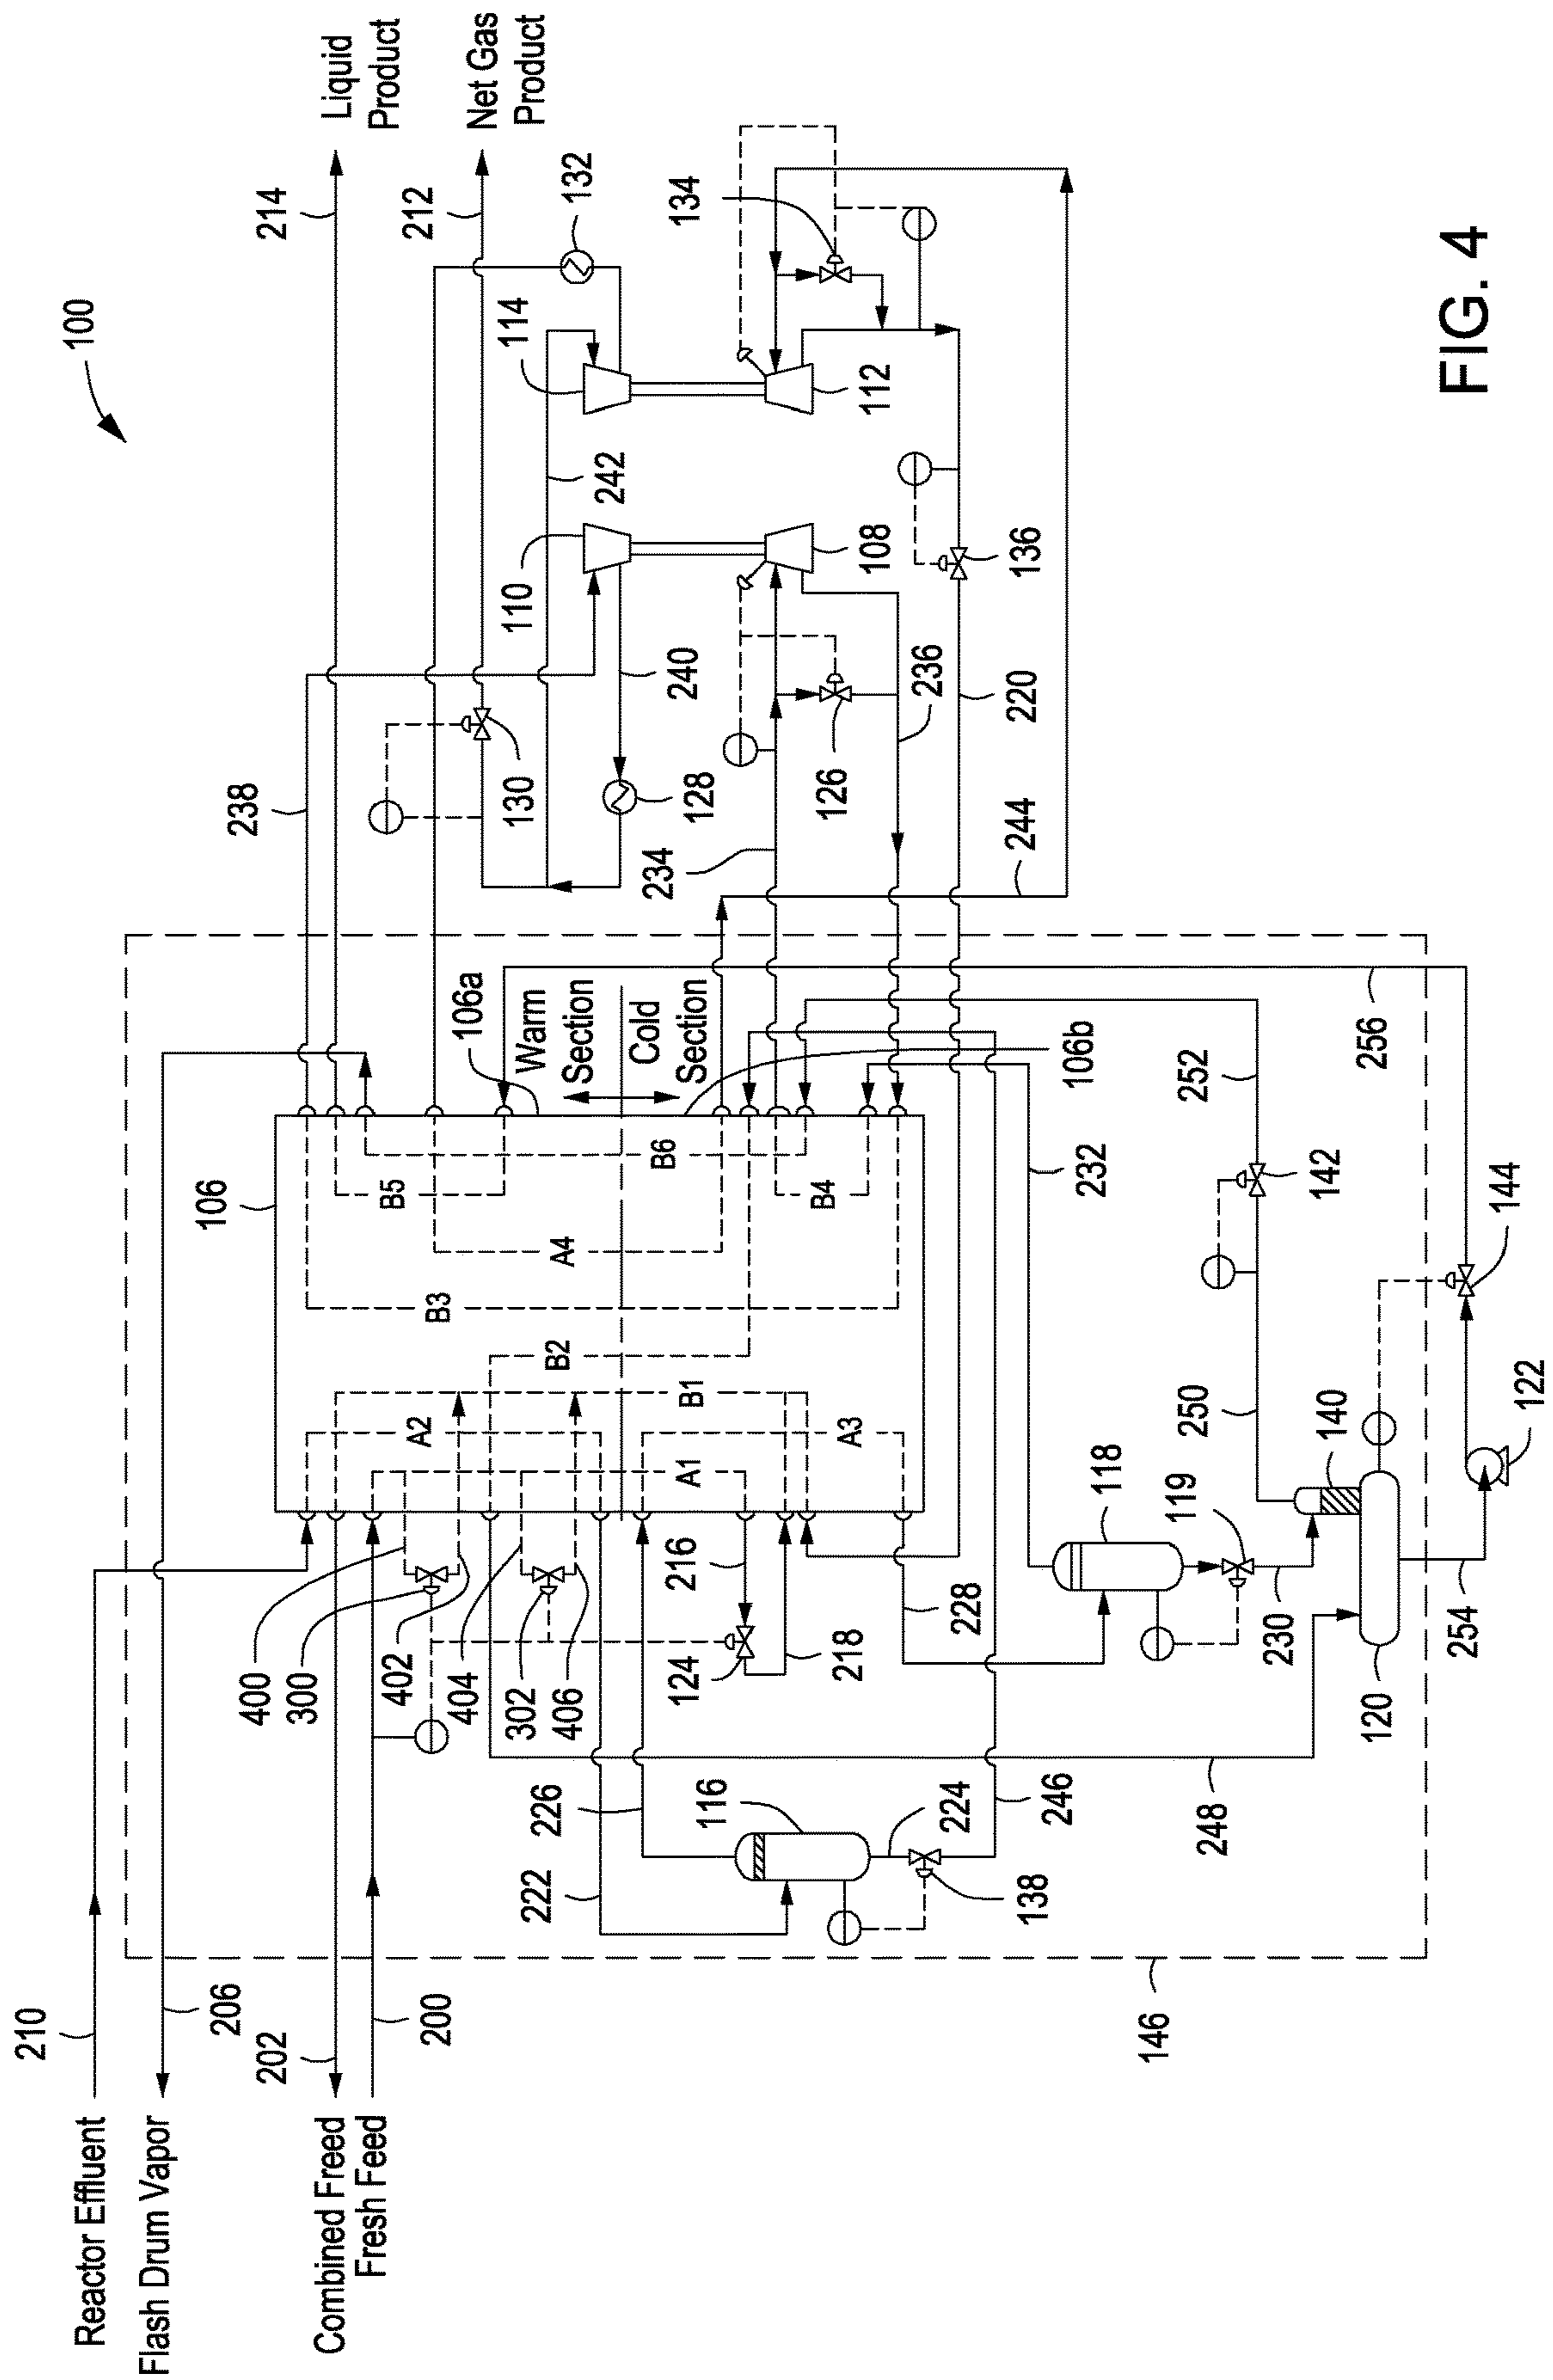 210
Reactor Effluent
100
Flash Drum Vapor
206
106
238
202
400
214
300
Combined Freed
Liquid
Fresh Feed
Product
402
B5
212
A2
200
B3
404
106a
Net Gas
Product
110
114
130
302
222
226
B2
A4
Warm
Section
Cold
Section
406
132
242
B6
234
124
216
A1
B1
240
134
128
116
106b
B4
218
A3
126
108
112
224
228
236
138
118
246
220
136
244
146
119
232
252
250
248
230
142
140
120
254
256
144
122
FIG. 4